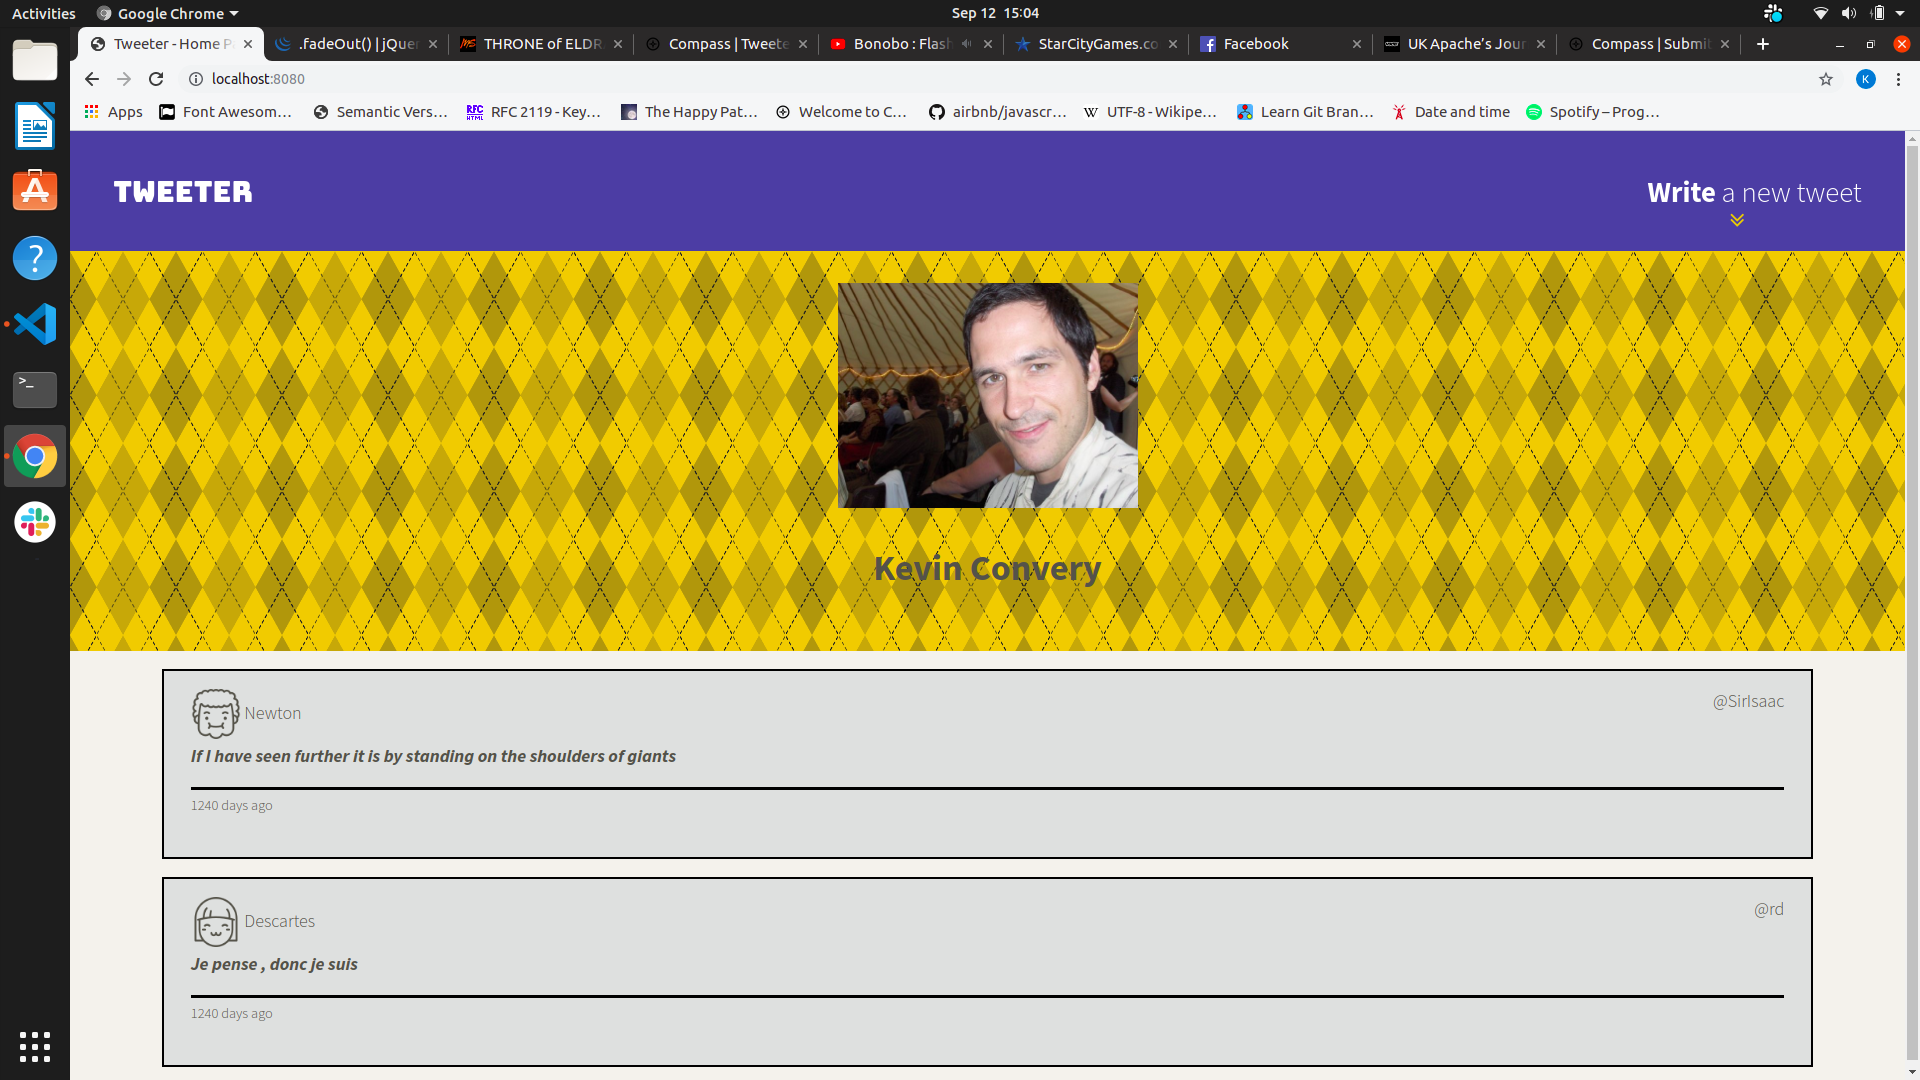 Activities Google Chrome Sep 12 15:04
Tweeter - Home P .fadeOut() | jQuer THRONE of ELDR Compass | Tweete Bonobo : Flash StarCityGames.co Facebook UK Apache's Jour Compass | Submit
localhost:8080 K
Apps Font Awesom... Semantic Vers... RFC 2119 - Key... The Happy Pat... Welcome to C... airbnb/javascr... UTF-8 - Wikipe... Learn Git Bran... Date and time Spotify – Prog...
TWEETER
Write a new tweet
Kevin Convery
Newton @SirIsaac
If I have seen further it is by standing on the shoulders of giants
1240 days ago
Descartes @rd
Je pense , donc je suis
1240 days ago